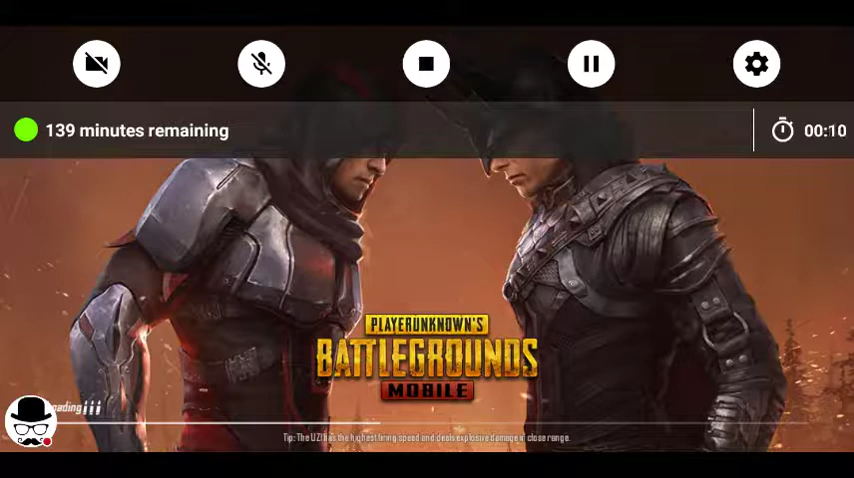 139 minutes remaining
00:10
PLAYERUNKNOWN'S
BATTLEGROUNDS
MOBILE
oading
Tip: The UZI has the highest firing speed and deals explosive damage in close range.